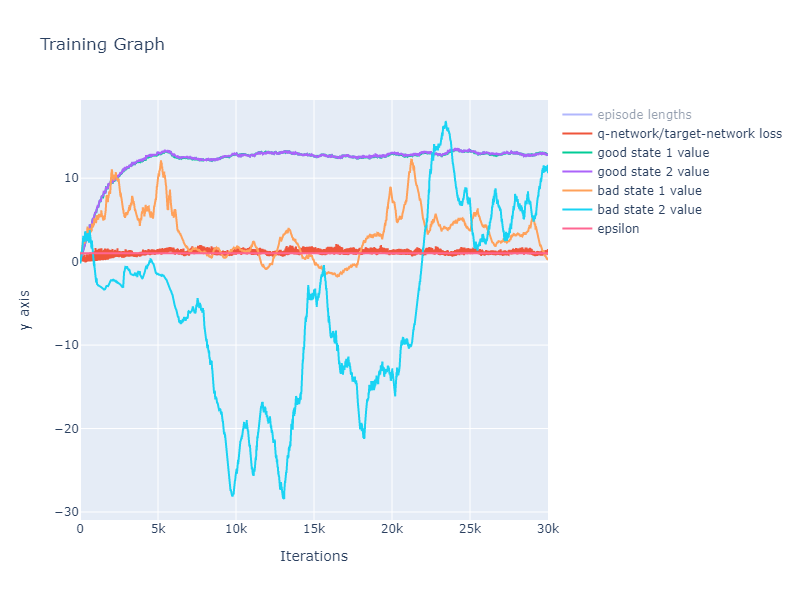 Training Graph
episode lengths
q-network/target-network loss
good state 1 value
good state 2 value
bad state 1 value
bad state 2 value
epsilon
10
0
−10
−20
−30
y axis
0 5k 10k 15k 20k 25k 30k
Iterations